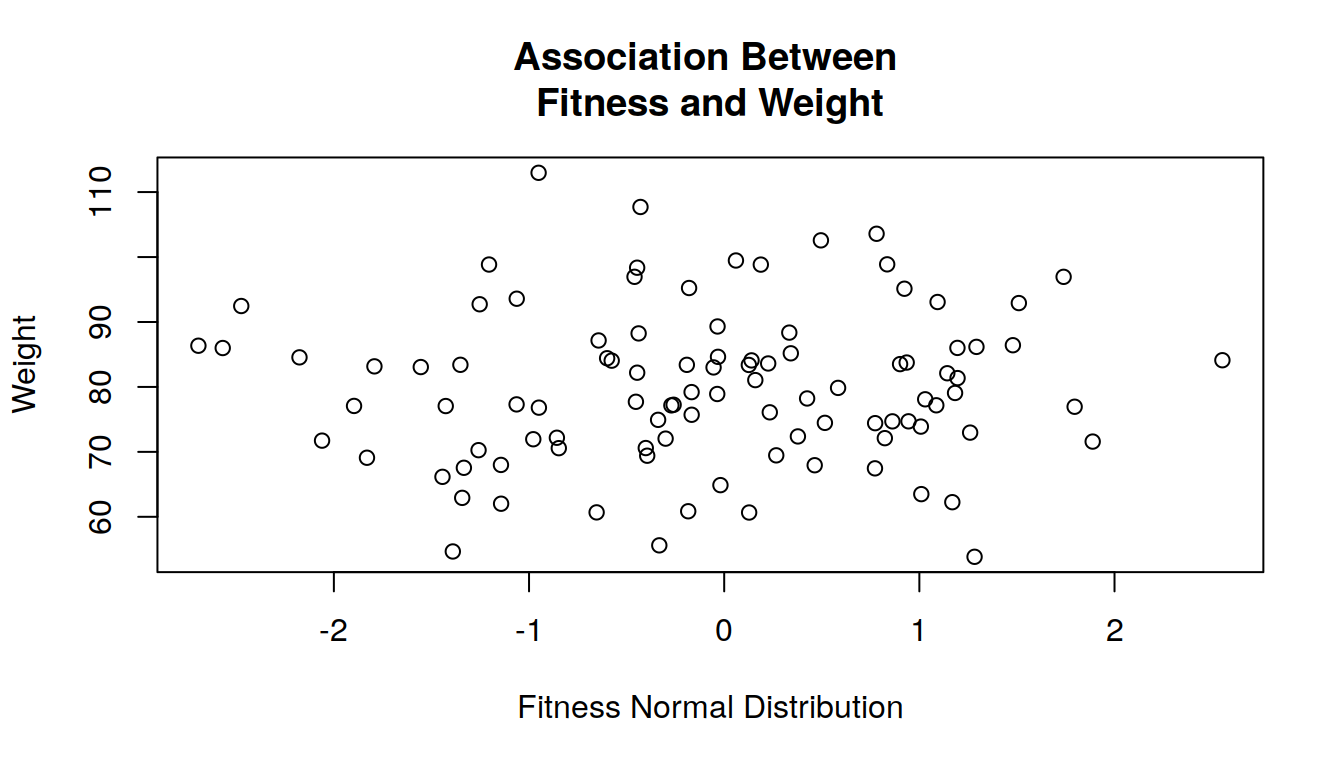 Association Between
Fitness and Weight
Weight
110
90
80
70
60
-2 -1 0 1 2
Fitness Normal Distribution